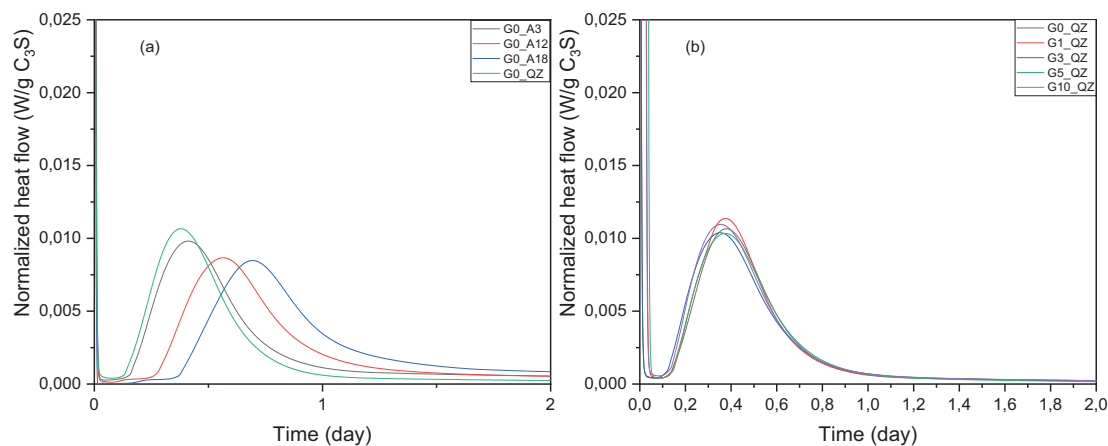 (a)
G0_A3
G0_A12
G0_A18
G0_QZ
0,025
0,020
0,015
0,010
0,005
0,000
Normalized heat flow (W/g C₃S)
0
1
2
Time (day)
(b)
G0_QZ
G1_QZ
G3_QZ
G5_QZ
G10_QZ
0,025
0,020
0,015
0,010
0,005
0,000
Normalized heat flow (W/g C₃S)
0,0 0,2 0,4 0,6 0,8 1,0 1,2 1,4 1,6 1,8 2,0
Time (day)